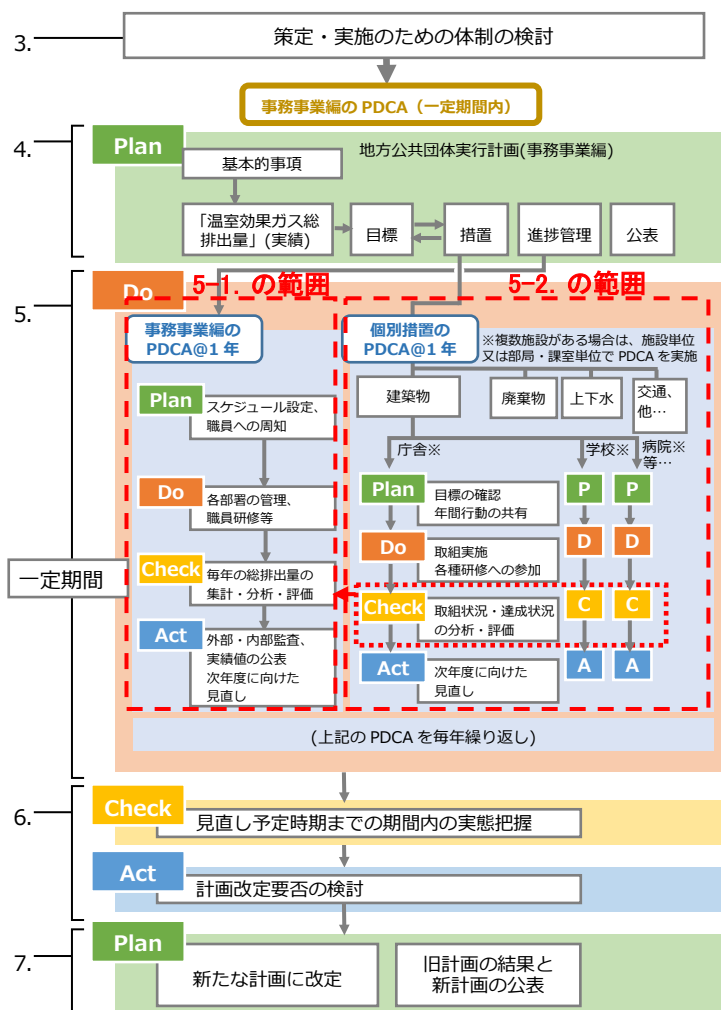 3.
策定・実施のための体制の検討
事務事業編の PDCA（一定期間内）
4.
Plan
地方公共団体実行計画(事務事業編)
基本的事項
「温室効果ガス総
排出量」(実績)
目標
措置
進捗管理
公表
5.
Do
5-1. の範囲
5-2. の範囲
事務事業編の
PDCA@1 年
Plan
スケジュール設定、
職員への周知
Do
各部署の管理、
職員研修等
Check
毎年の総排出量の
集計・分析・評価
Act
外部・内部監査、
実績値の公表
次年度に向けた
見直し
個別措置の
PDCA@1 年
※複数施設がある場合は、施設単位
又は部局・課室単位で PDCA を実施
建築物
廃棄物
上下水
交通、
他…
庁舎※
学校※
病院※
等…
Plan
目標の確認
年間行動の共有
P
P
Do
取組実施
各種研修への参加
D
D
Check
取組状況・達成状況
の分析・評価
C
C
Act
次年度に向けた
見直し
A
A
一定期間
(上記の PDCA を毎年繰り返し)
6.
Check
見直し予定時期までの期間内の実態把握
Act
計画改定要否の検討
7.
Plan
新たな計画に改定
旧計画の結果と
新計画の公表